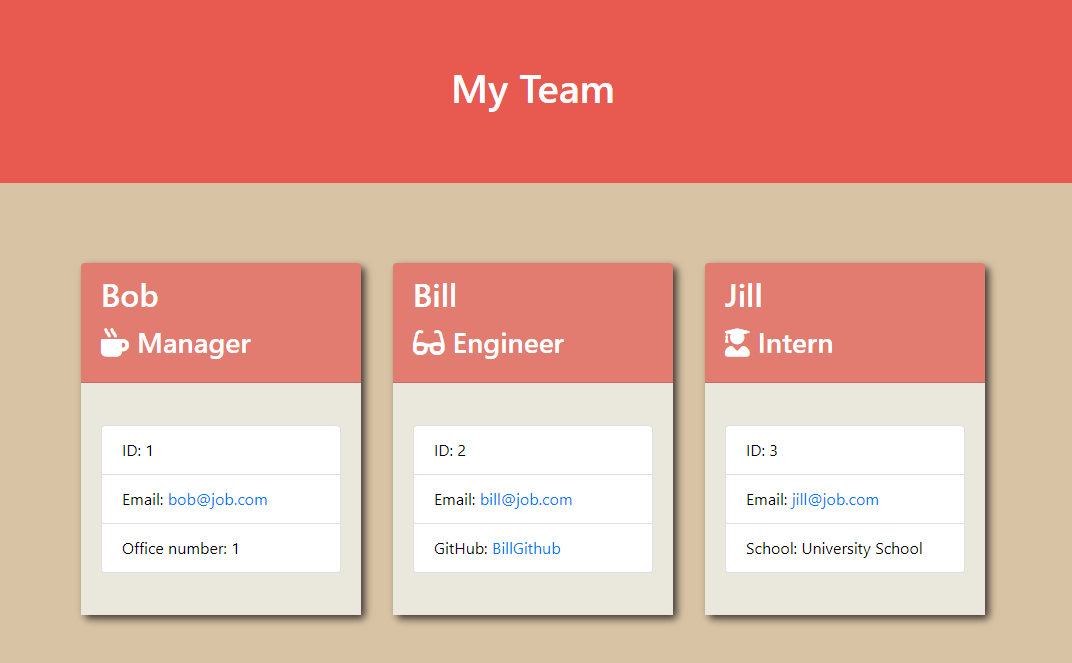 My Team
Bob
Manager
ID: 1
Email: bob@job.com
Office number: 1
Bill
Engineer
ID: 2
Email: bill@job.com
GitHub: BillGithub
Jill
Intern
ID: 3
Email: jill@job.com
School: University School